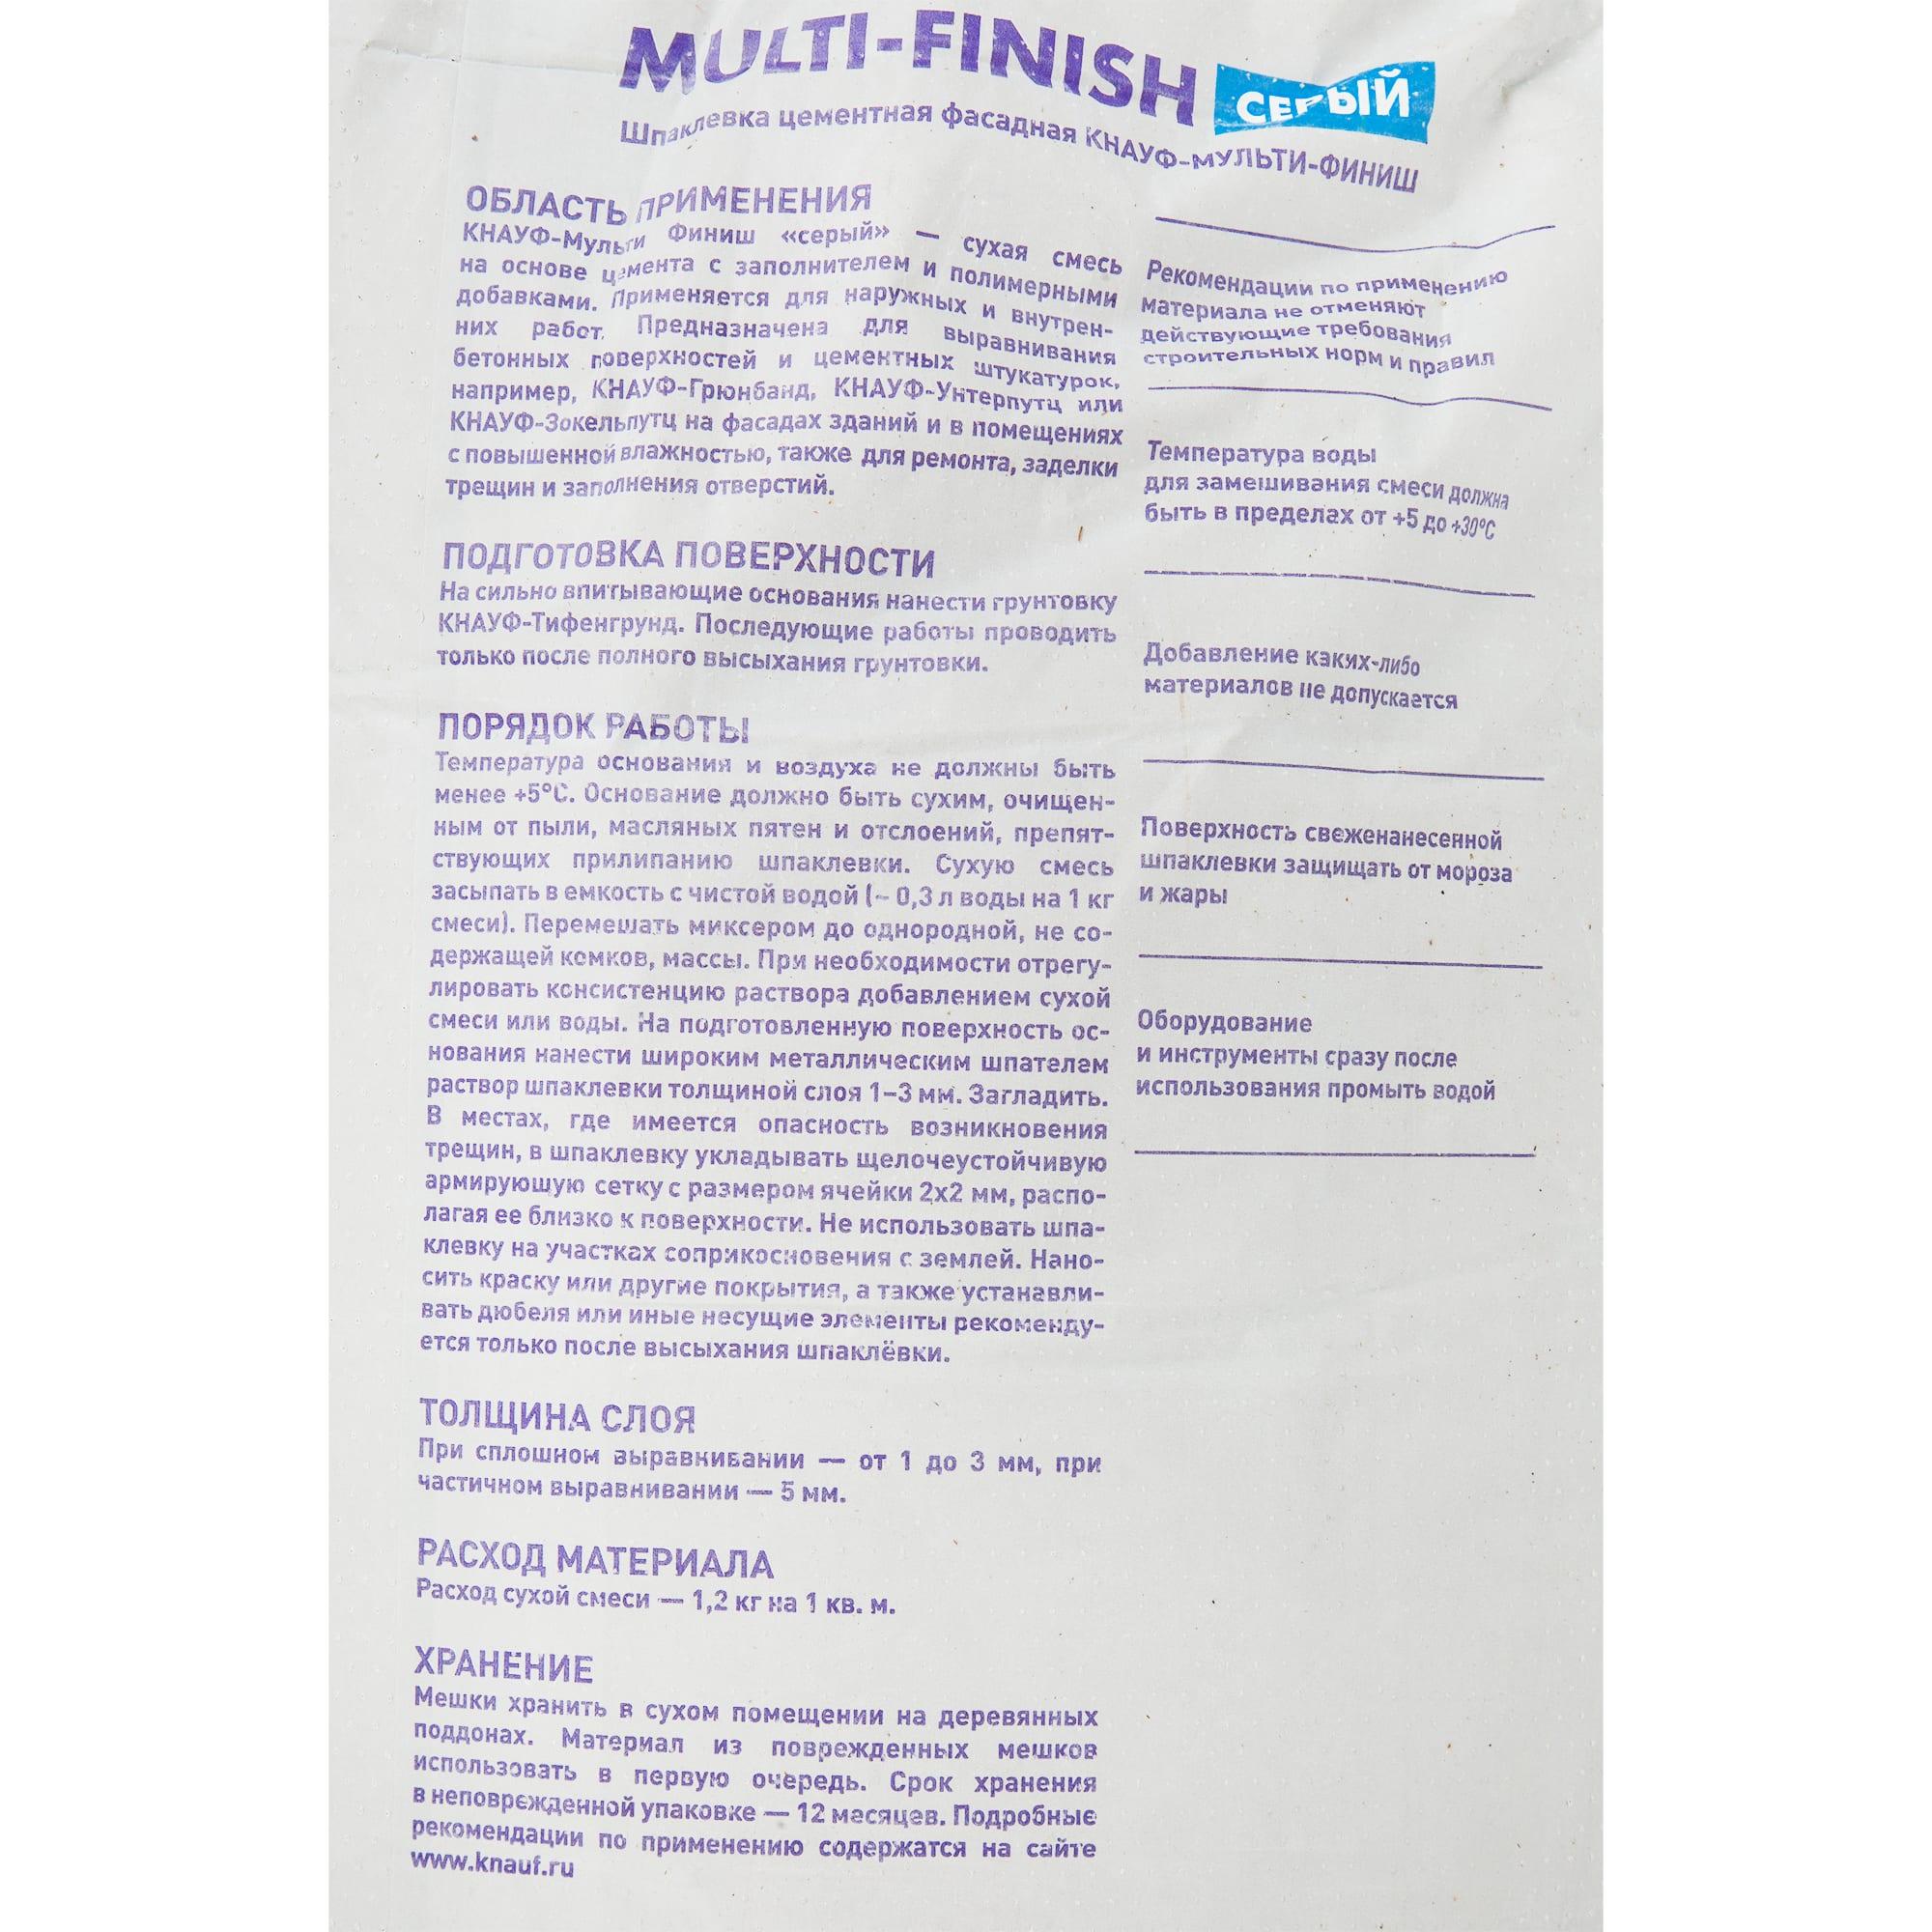 MULTI-FINISH СЕРЫЙ
Шпаклевка цементная фасадная КНАУФ-МУЛЬТИ-ФИНИШ
ОБЛАСТЬ ПРИМЕНЕНИЯ
КНАУФ-Мульти Финиш «серый» — сухая смесь
на основе цемента с заполнителем и полимерными
добавками. Применяется для наружных и внутрен-
них работ. Предназначена для выравнивания
бетонных поверхностей и цементных штукатурок,
например, КНАУФ-Грюнбанд, КНАУФ-Унтерпутц или
КНАУФ-Зокельпутц на фасадах зданий и в помещениях
с повышенной влажностью, также для ремонта, заделки
трещин и заполнения отверстий.
ПОДГОТОВКА ПОВЕРХНОСТИ
На сильно впитывающие основания нанести грунтовку
КНАУФ-Тифенгрунд. Последующие работы проводить
только после полного высыхания грунтовки.
ПОРЯДОК РАБОТЫ
Температура основания и воздуха не должны быть
менее +5°С. Основание должно быть сухим, очищен-
ным от пыли, масляных пятен и отслоений, препят-
ствующих прилипанию шпаклевки. Сухую смесь
засыпать в емкость с чистой водой (~ 0,3 л воды на 1 кг
смеси). Перемешать миксером до однородной, не со-
держащей комков, массы. При необходимости отрегу-
лировать консистенцию раствора добавлением сухой
смеси или воды. На подготовленную поверхность ос-
нования нанести широким металлическим шпателем
раствор шпаклевки толщиной слоя 1–3 мм. Загладить.
В местах, где имеется опасность возникновения
трещин, в шпаклевку укладывать щелочеустойчивую
армирующую сетку с размером ячейки 2х2 мм, распо-
лагая ее близко к поверхности. Не использовать шпа-
клевку на участках соприкосновения с землей. Нано-
сить краску или другие покрытия, а также устанавли-
вать дюбеля или иные несущие элементы рекоменду-
ется только после высыхания шпаклёвки.
ТОЛЩИНА СЛОЯ
При сплошном выравнивании — от 1 до 3 мм, при
частичном выравнивании — 5 мм.
РАСХОД МАТЕРИАЛА
Расход сухой смеси — 1,2 кг на 1 кв. м.
ХРАНЕНИЕ
Мешки хранить в сухом помещении на деревянных
поддонах. Материал из поврежденных мешков
использовать в первую очередь. Срок хранения
в неповрежденной упаковке — 12 месяцев. Подробные
рекомендации по применению содержатся на сайте
www.knauf.ru
Рекомендации по применению
материала не отменяют
действующие требования
строительных норм и правил
Температура воды
для замешивания смеси должна
быть в пределах от +5 до +30°С
Добавление каких-либо
материалов не допускается
Поверхность свеженанесенной
шпаклевки защищать от мороза
и жары
Оборудование
и инструменты сразу после
использования промыть водой